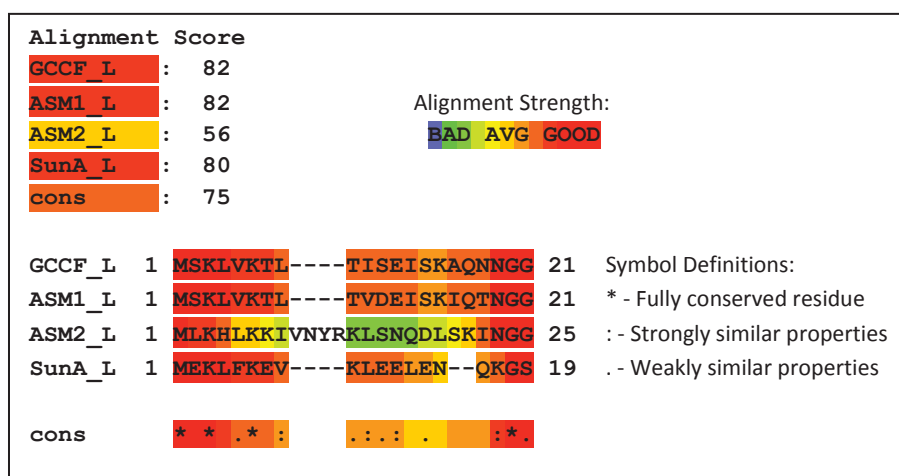 Alignment Score
GCCF_L : 82
ASM1_L : 82
Alignment Strength:
ASM2_L : 56
BAD AVG GOOD
SunA_L : 80
cons : 75
GCCF_L 1 MSKLVKTL----TISEISKAQNNGG 21 Symbol Definitions:
ASM1_L 1 MSKLVKTL----TVDEISKIQTNGG 21 * - Fully conserved residue
ASM2_L 1 MLKHLKKIVNYRKLSNQDLSKINGG 25 : - Strongly similar properties
SunA_L 1 MEKLFKEV----KLEELEN--QKGS 19 . - Weakly similar properties
cons * * .* :    .:.: .   :*.